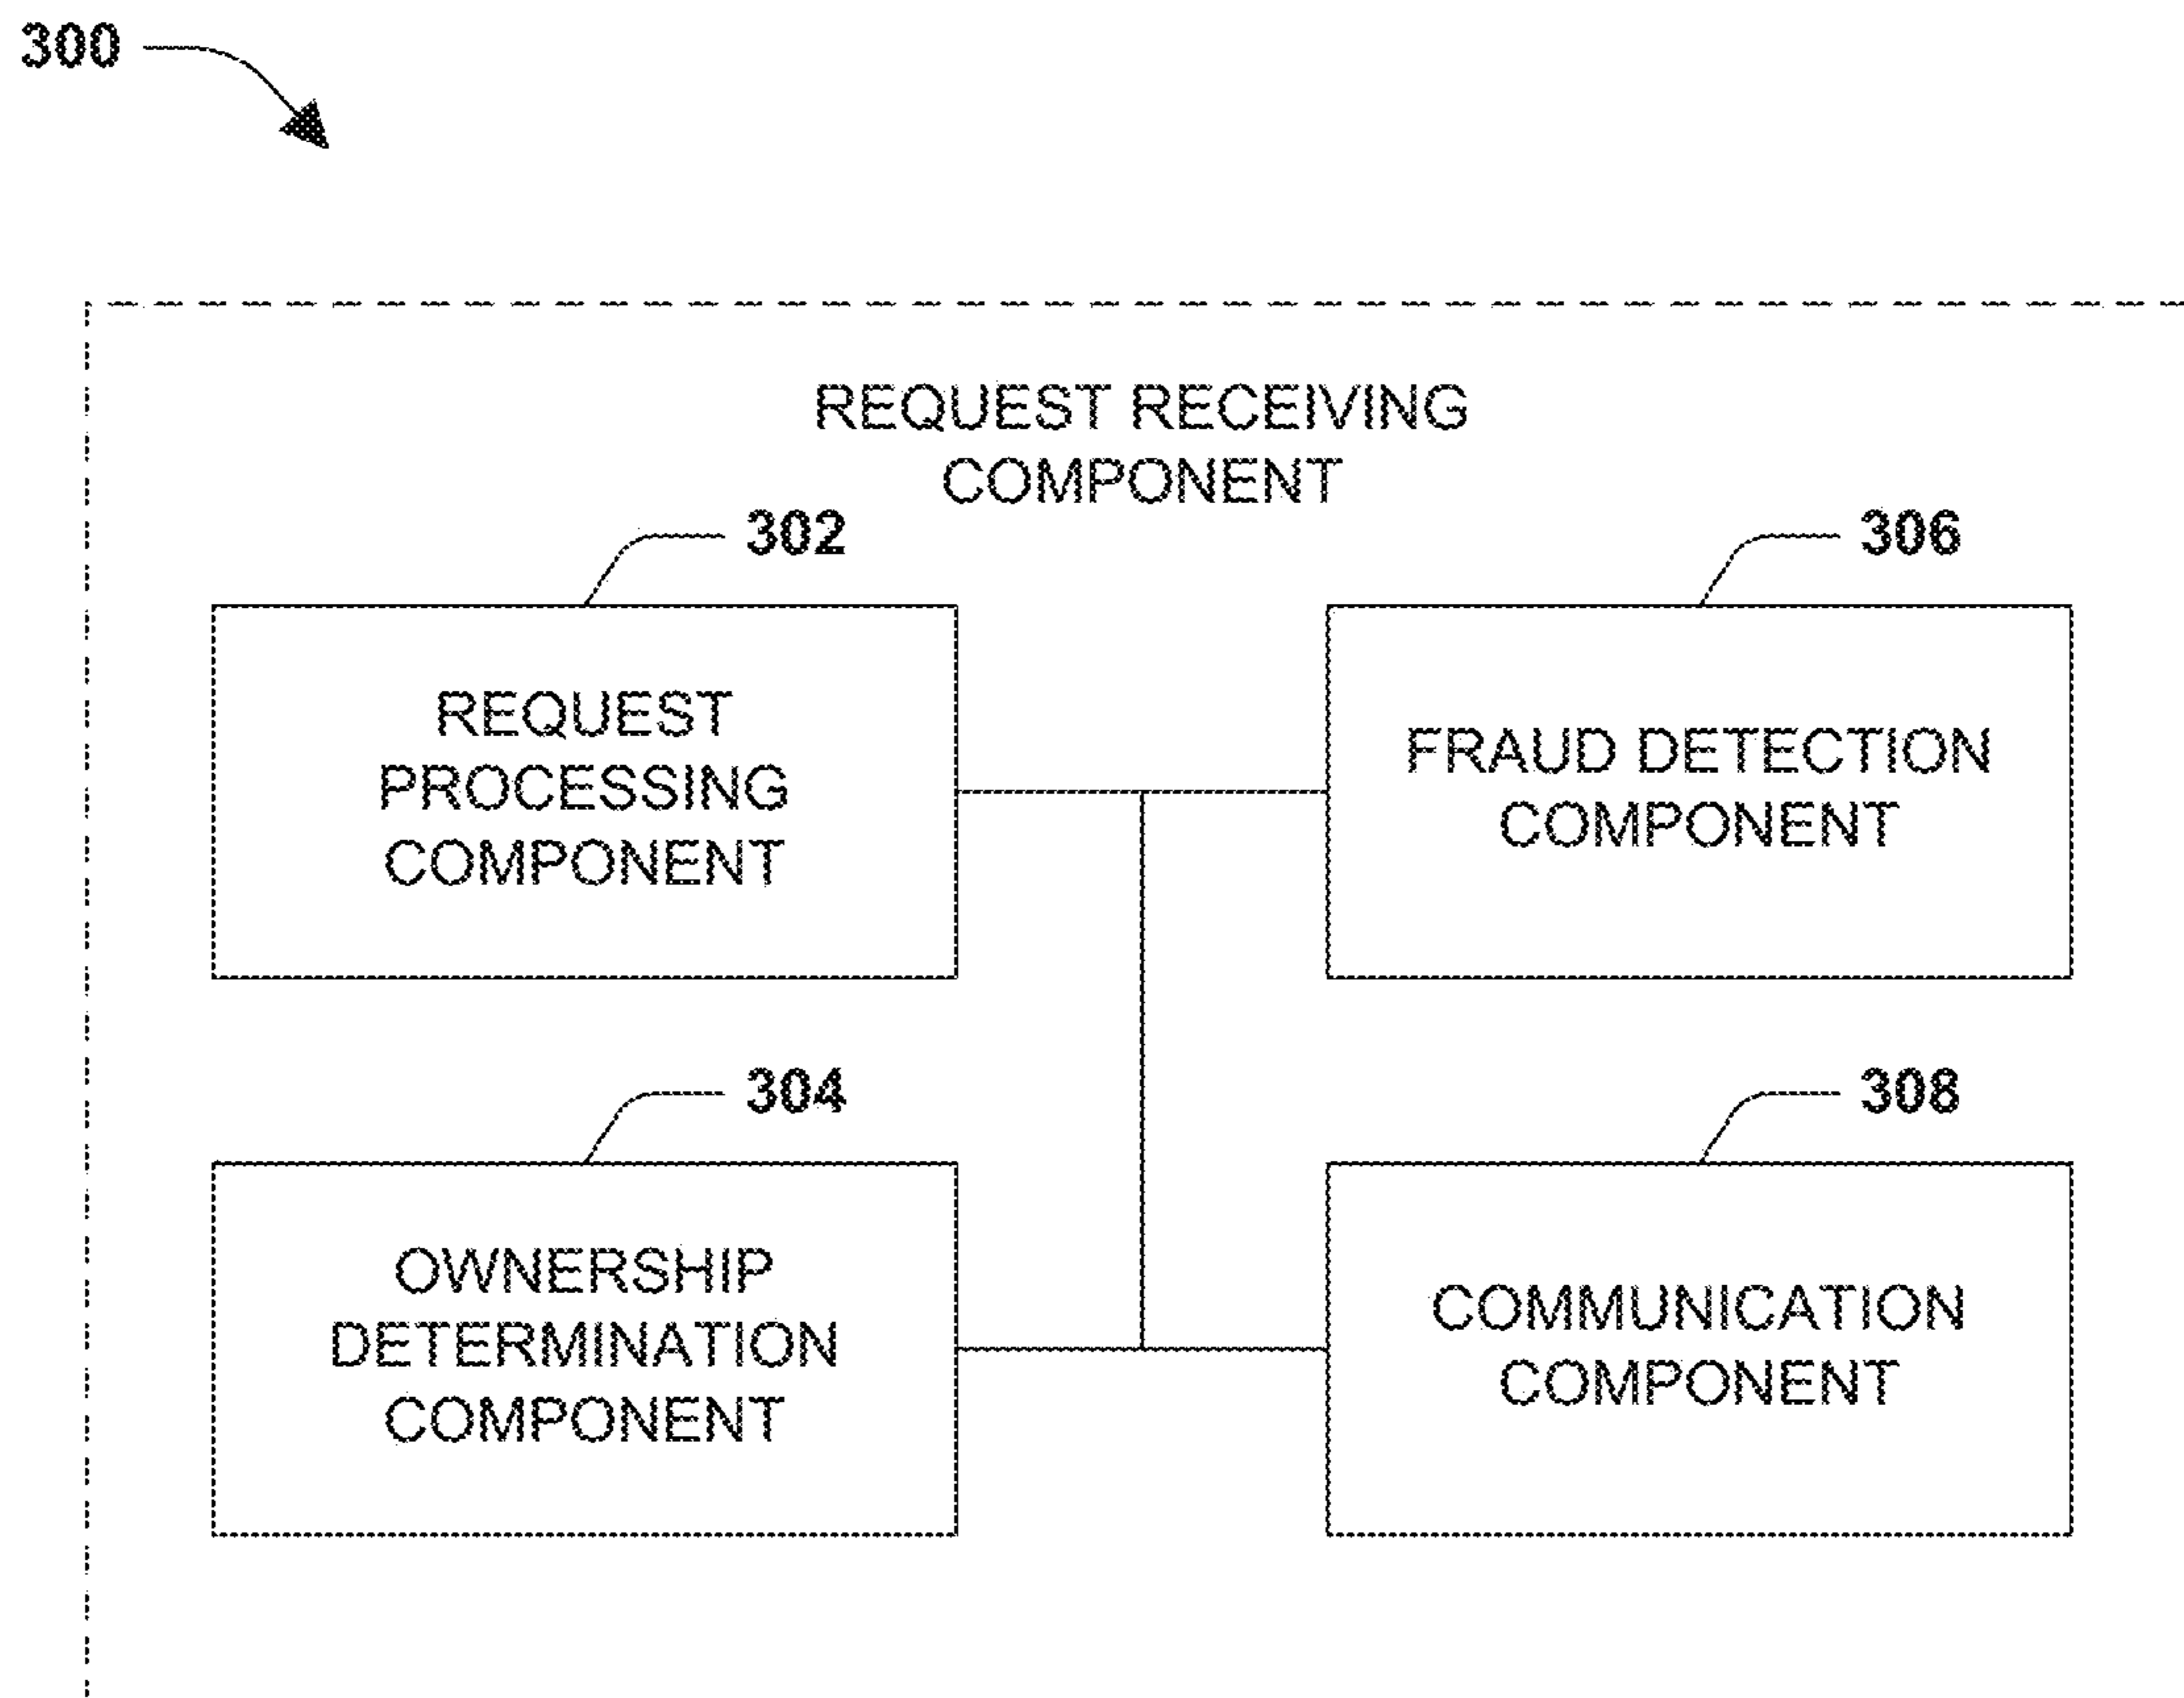 300
REQUEST RECEIVING
COMPONENT
302
306
REQUEST
PROCESSING
COMPONENT
FRAUD DETECTION
COMPONENT
304
308
OWNERSHIP
DETERMINATION
COMPONENT
COMMUNICATION
COMPONENT